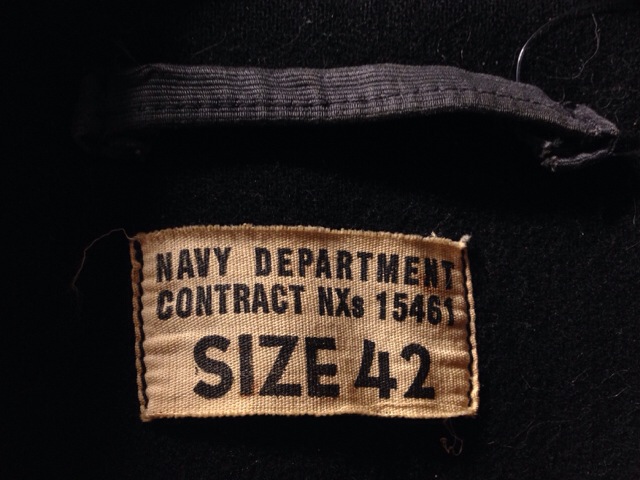 NAVY DEPARTMENT
CONTRACT NXs 15461
SIZE 42